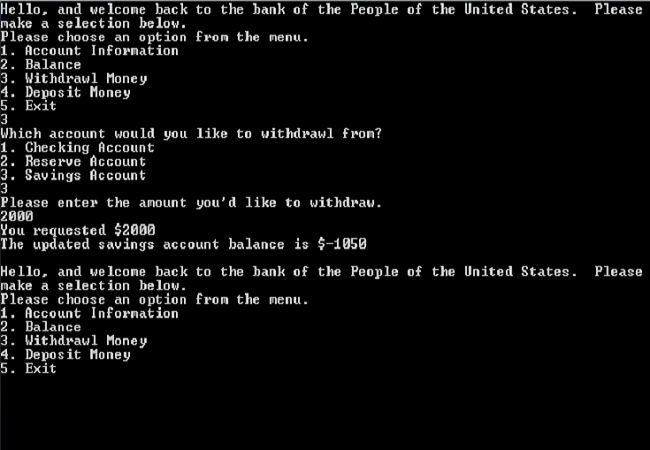 Hello, and welcome back to the bank of the People of the United States.  Please
make a selection below.
Please choose an option from the menu.
1. Account Information
2. Balance
3. Withdrawl Money
4. Deposit Money
5. Exit
3
Which account would you like to withdrawl from?
1. Checking Account
2. Reserve Account
3. Savings Account
3
Please enter the amount you'd like to withdraw.
2000
You requested $2000
The updated savings account balance is $-1050
Hello, and welcome back to the bank of the People of the United States.  Please
make a selection below.
Please choose an option from the menu.
1. Account Information
2. Balance
3. Withdrawl Money
4. Deposit Money
5. Exit